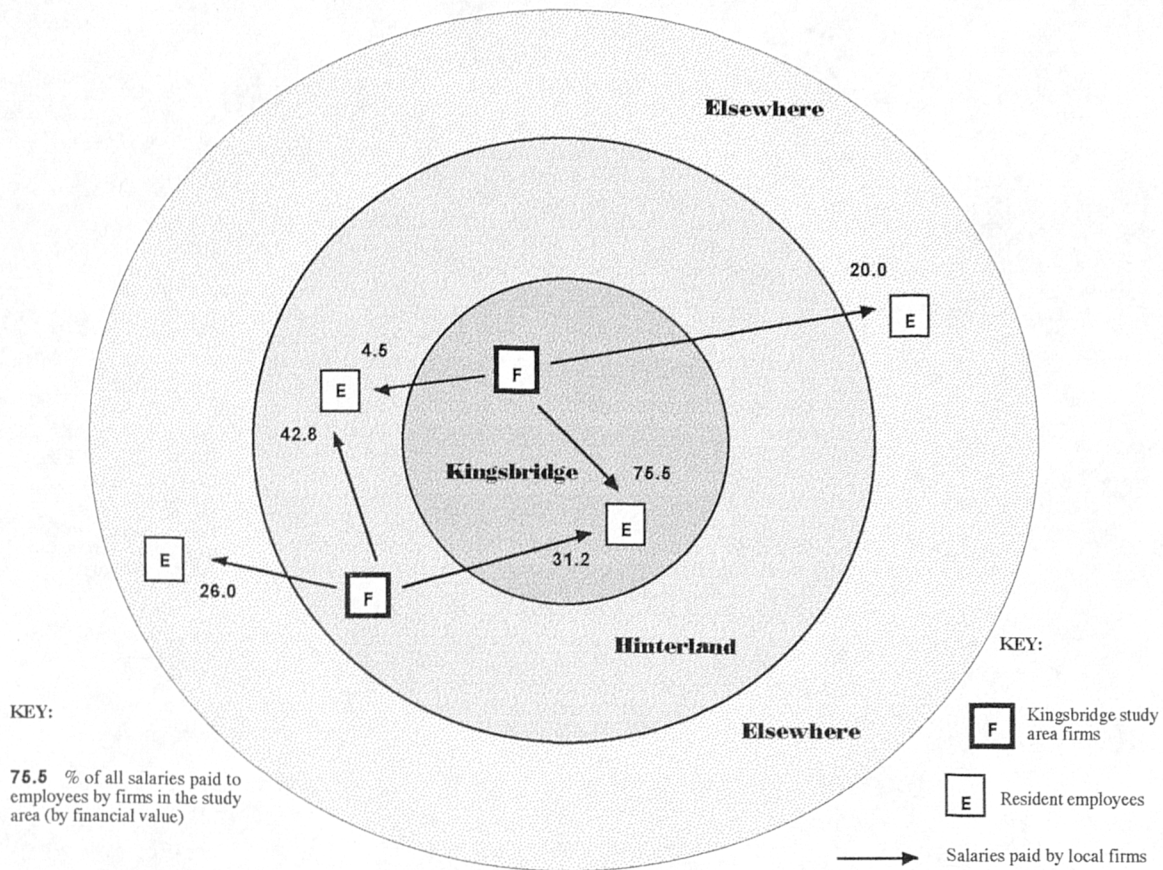 Elsewhere
20.0
E
4.5
F
E
42.8
Kingsbridge
75.5
E
31.2
E
26.0
F
Hinterland
KEY:
KEY:
Elsewhere
F
Kingsbridge study
area firms
75.5 % of all salaries paid to
employees by firms in the study
area (by financial value)
E
Resident employees
Salaries paid by local firms